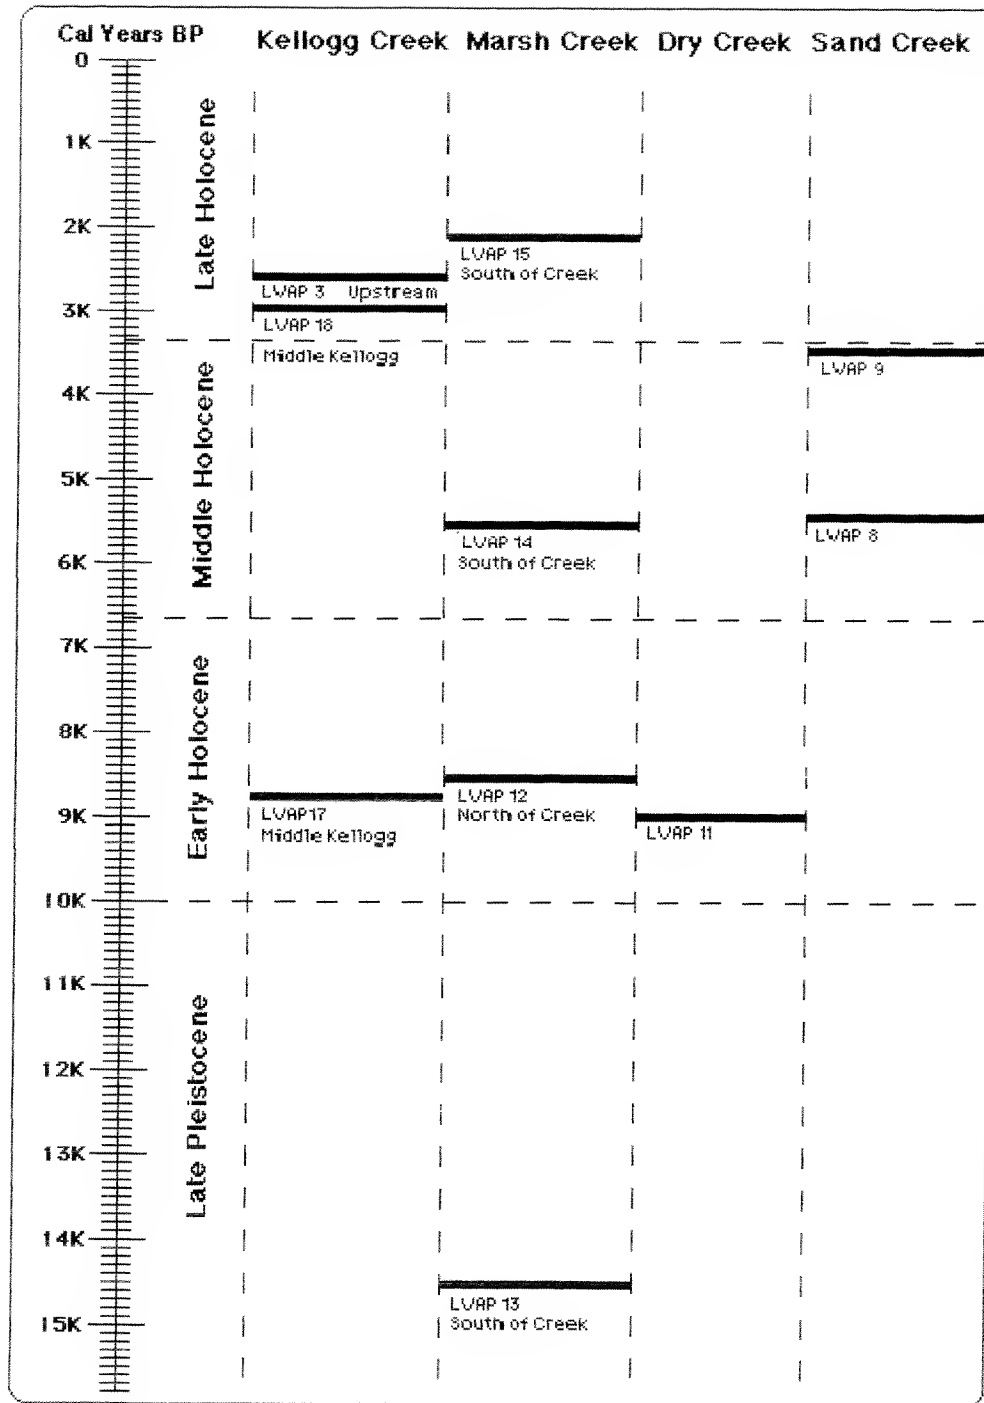 Cal Years BP
Kellogg Creek Marsh Creek Dry Creek Sand Creek
0
1K
2K
3K
4K
5K
6K
7K
8K
9K
10K
11K
12K
13K
14K
15K
Late Holocene
Middle Holocene
Early Holocene
Late Pleistocene
LVAP 3 Upstream
LVAP 18
Middle Kellogg
LVAP17
Middle Kellogg
LVAP 15
South of Creek
LVAP 14
South of Creek
LVAP 12
North of Creek
LVAP 13
South of Creek
LVAP 11
LVAP 9
LVAP 8